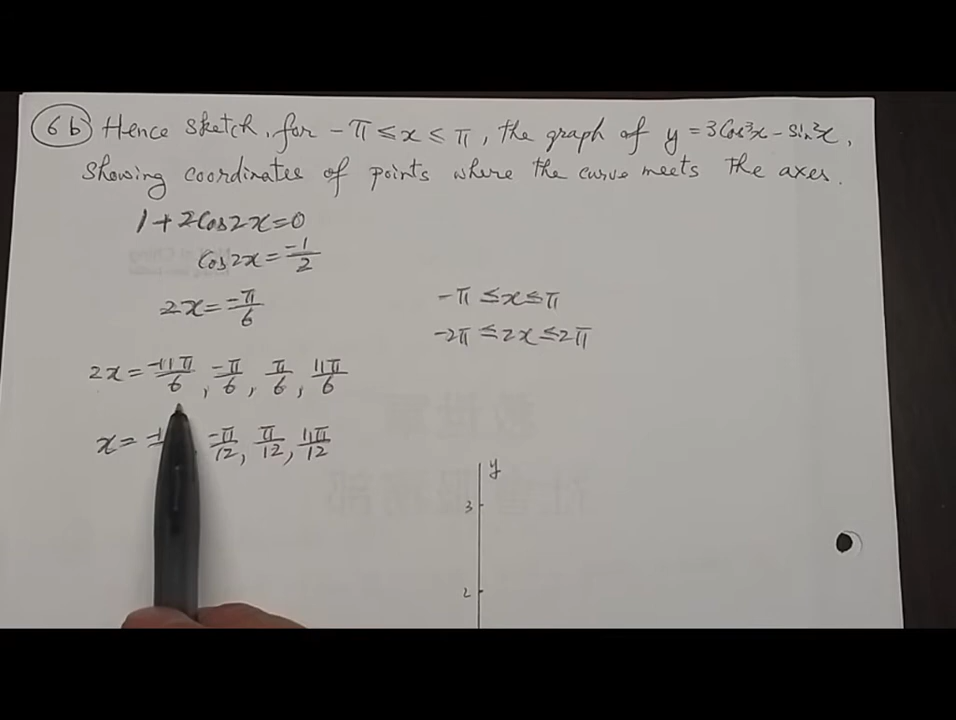 6b Hence sketch, for -π ≤ x ≤ π, the graph of y = 3Cos²x - Sin²x,
showing coordinates of points where the curve meets the axes.
1 + 2Cos2x = 0
Cos2x = -1/2
2x = -π/6
-π ≤ x ≤ π
-2π ≤ 2x ≤ 2π
2x = -11π/6, -π/6, π/6, 11π/6
x = -π/12, π/12, 11π/12
y
3
2